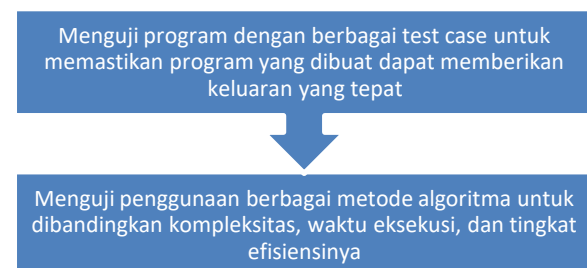 Menguji program dengan berbagai test case untuk
memastikan program yang dibuat dapat memberikan
keluaran yang tepat
Menguji penggunaan berbagai metode algoritma untuk
dibandingkan kompleksitas, waktu eksekusi, dan tingkat
efisiensinya